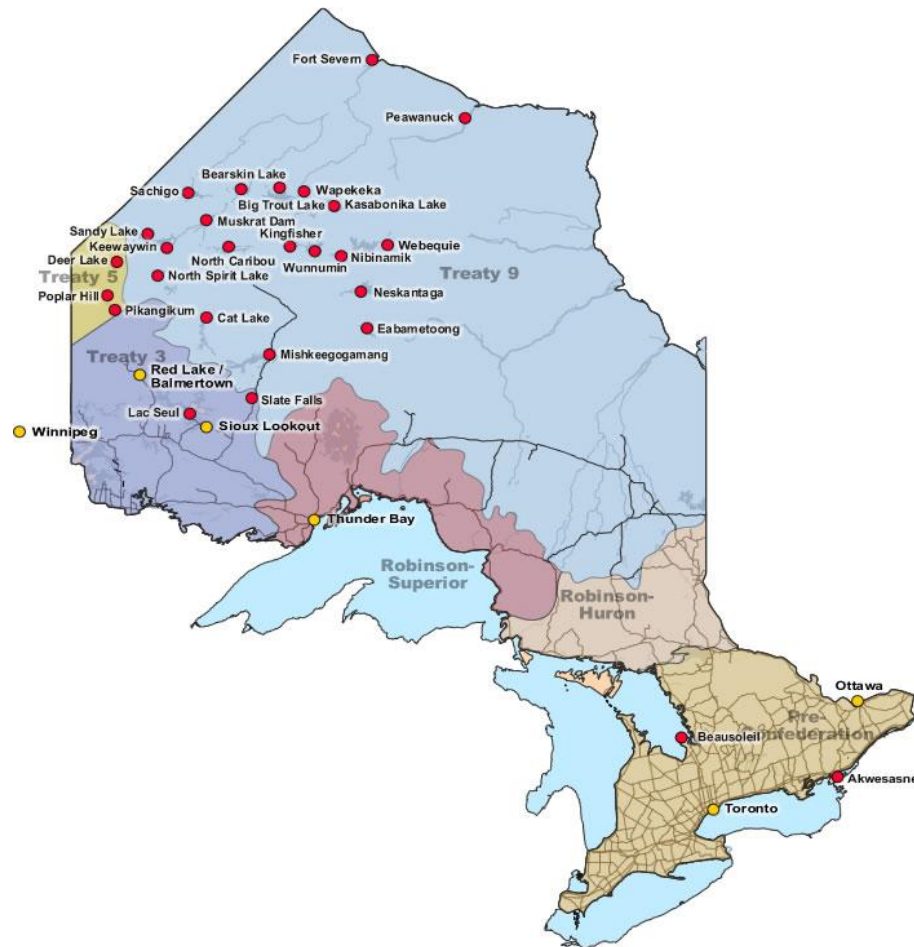 Fort Severn
Peawanuck
Bearskin Lake
Sachigo
Wapekeka
Big Trout Lake
Kasabonika Lake
Muskrat Dam
Sandy Lake
Kingfisher
Keewaywin
Webequie
North Caribou
Nibinamik
Deer Lake
Wunnumin
Treaty 5
North Spirit Lake
Treaty 9
Poplar Hill
Neskantaga
Pikangikum
Cat Lake
Eabametoong
Treaty 3
Mishkeegogamang
Red Lake /
Balmertown
Slate Falls
Lac Seul
Sioux Lookout
Winnipeg
Thunder Bay
Robinson-
Superior
Robinson-
Huron
Ottawa
Pre-
Confederation
Beausoleil
Akwesasne
Toronto